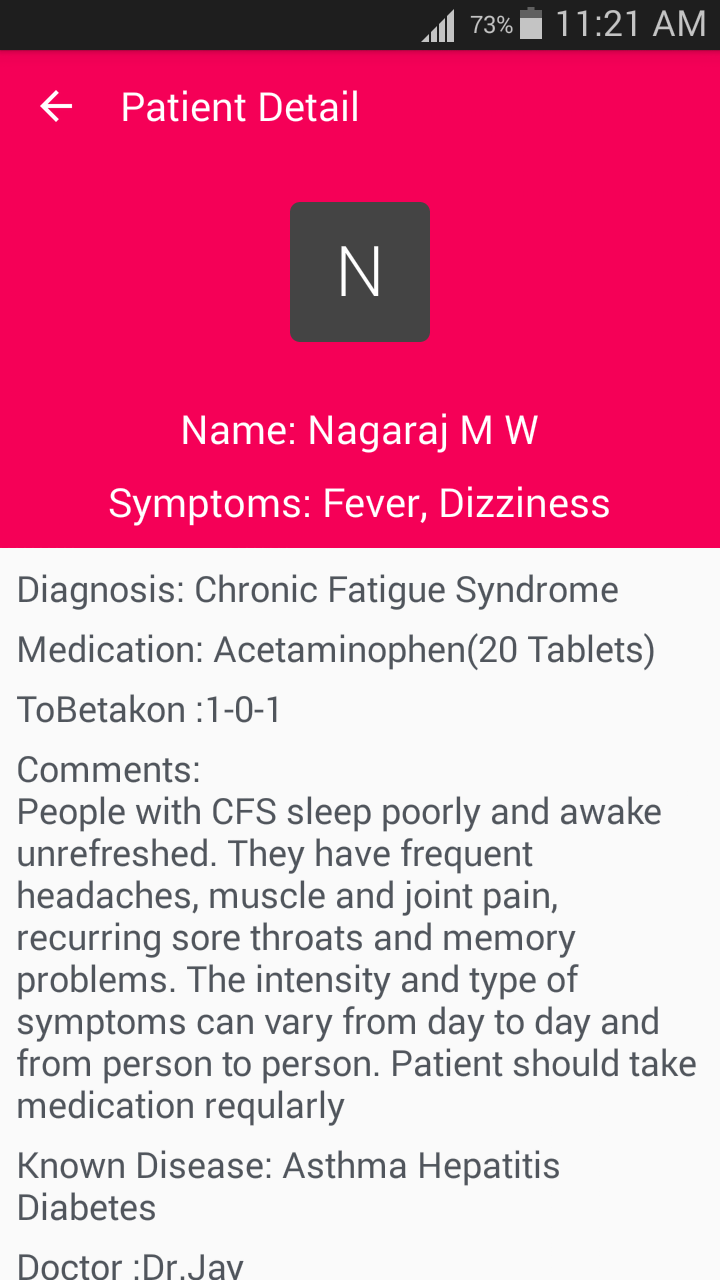 73% 11:21 AM
Patient Detail
N
Name: Nagaraj M W
Symptoms: Fever, Dizziness
Diagnosis: Chronic Fatigue Syndrome
Medication: Acetaminophen(20 Tablets)
ToBetakon :1-0-1
Comments:
People with CFS sleep poorly and awake
unrefreshed. They have frequent
headaches, muscle and joint pain,
recurring sore throats and memory
problems. The intensity and type of
symptoms can vary from day to day and
from person to person. Patient should take
medication reqularly
Known Disease: Asthma Hepatitis
Diabetes
Doctor :Dr.Jay